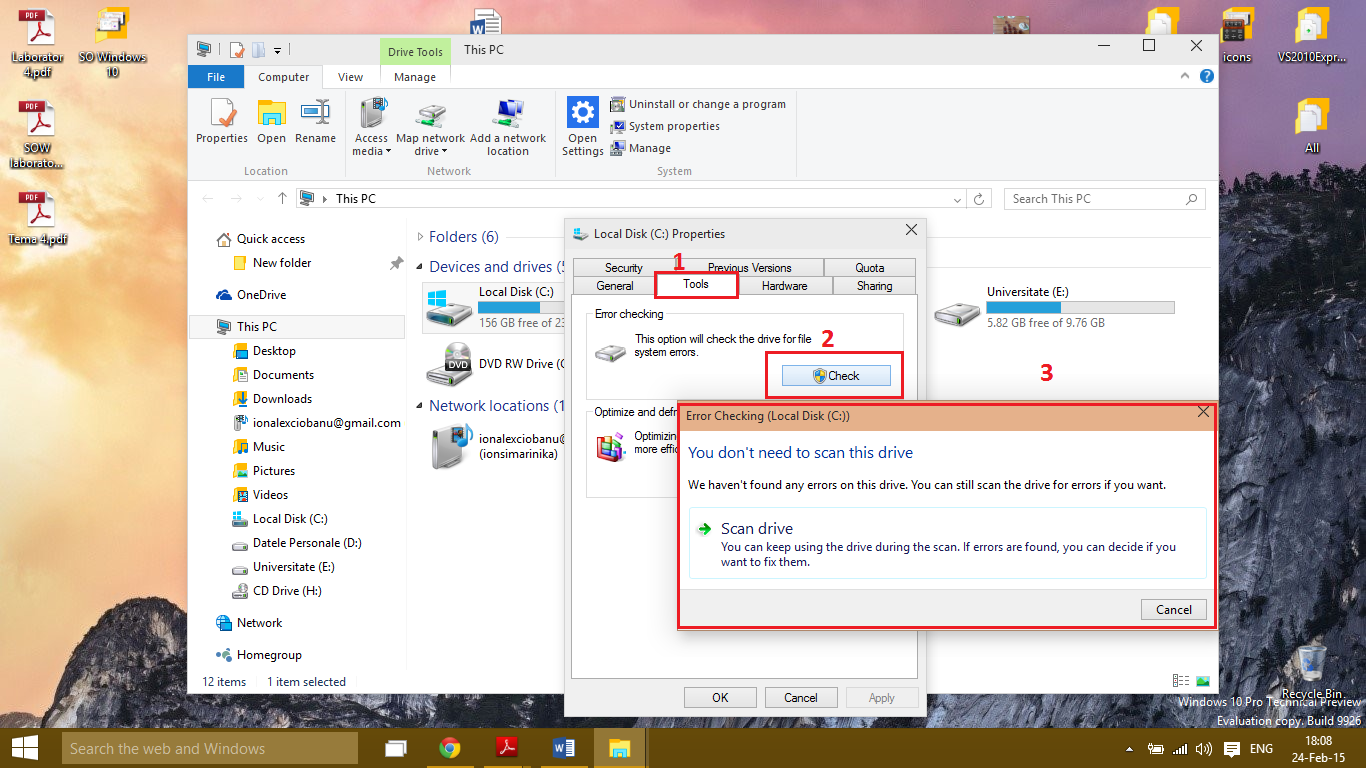 Laborator
4.pdf
SO Windows
10
SOW
laborato...
Tema 4.pdf
icons
VS2010Expr...
All
Recycle Bin
Drive Tools
This PC
File
Computer
View
Manage
Properties
Open
Rename
Location
Access
media
Map network
drive
Add a network
location
Network
Open
Settings
Uninstall or change a program
System properties
Manage
System
This PC
Search This PC
Quick access
New folder
OneDrive
This PC
Desktop
Documents
Downloads
ionalexciobanu@gmail.com
Music
Pictures
Videos
Local Disk (C:)
Datele Personale (D:)
Universitate (E:)
CD Drive (H:)
Network
Homegroup
Folders (6)
Devices and drives (5
Local Disk (C:)
156 GB free of 23
DVD
DVD RW Drive (
Network locations (1
ionalexciobanu@
(ionsimarinika)
Universitate (E:)
5.82 GB free of 9.76 GB
12 items
1 item selected
Local Disk (C:) Properties
1
Security
Previous Versions
Quota
General
Tools
Hardware
Sharing
Error checking
This option will check the drive for file
system errors.
2
Check
Optimize and defr
Optimizing
more effic
OK
Cancel
Apply
3
Error Checking (Local Disk (C:))
You don't need to scan this drive
We haven't found any errors on this drive. You can still scan the drive for errors if you want.
Scan drive
You can keep using the drive during the scan. If errors are found, you can decide if you
want to fix them.
Cancel
Windows 10 Pro Technical Preview
Evaluation copy. Build 9926
Search the web and Windows
ENG
18:08
24-Feb-15